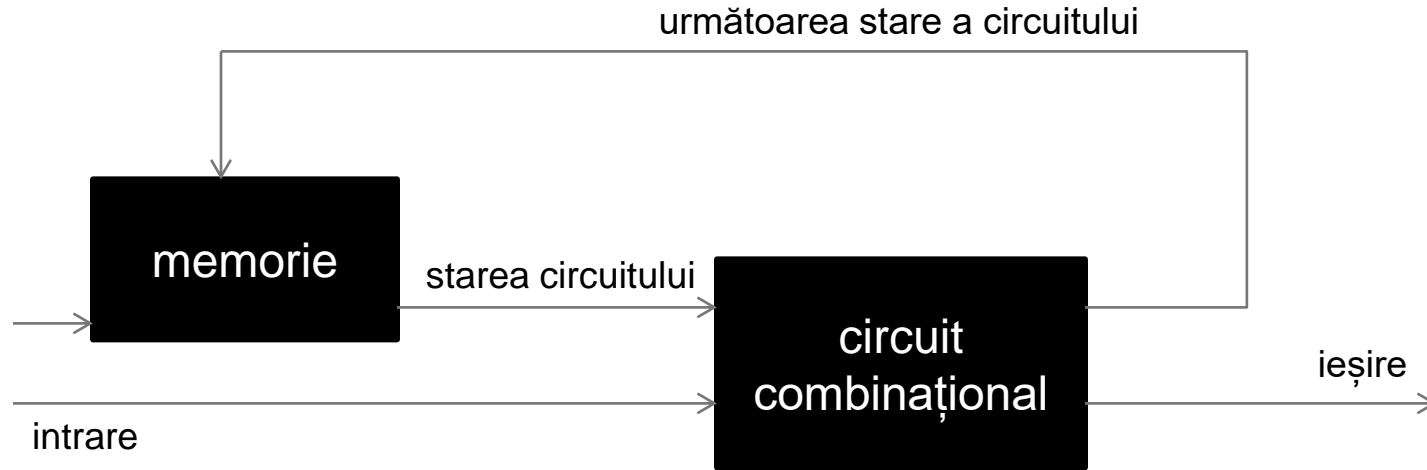 următoarea stare a circuitului
memorie
starea circuitului
circuit
combinațional
ieșire
intrare